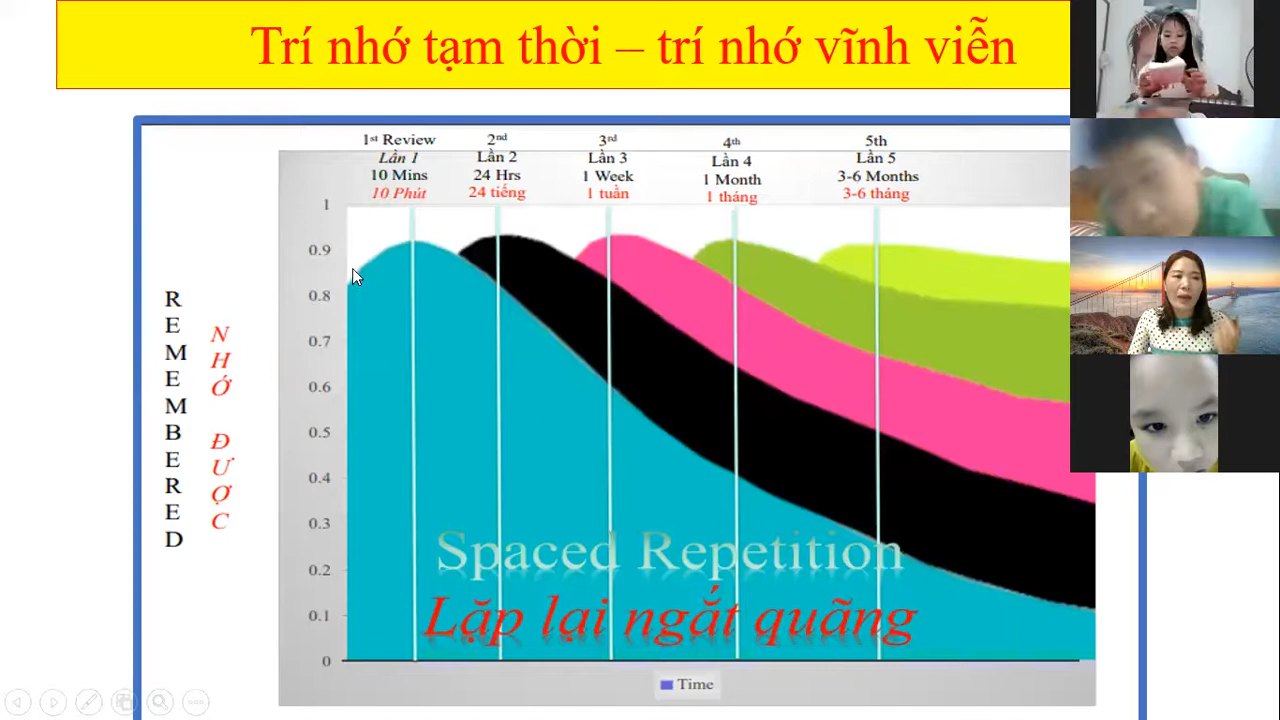 Trí nhớ tạm thời – trí nhớ vĩnh viễn
1st Review
Lần 1
10 Mins
10 Phút
2nd
Lần 2
24 Hrs
24 tiếng
3rd
Lần 3
1 Week
1 tuần
4th
Lần 4
1 Month
1 tháng
5th
Lần 5
3-6 Months
3-6 tháng
1
0.9
0.8
0.7
0.6
0.5
0.4
0.3
0.2
0.1
0
REMEMBERED
NHỚ ĐƯỢC
Spaced Repetition
Lặp lại ngắt quãng
Time